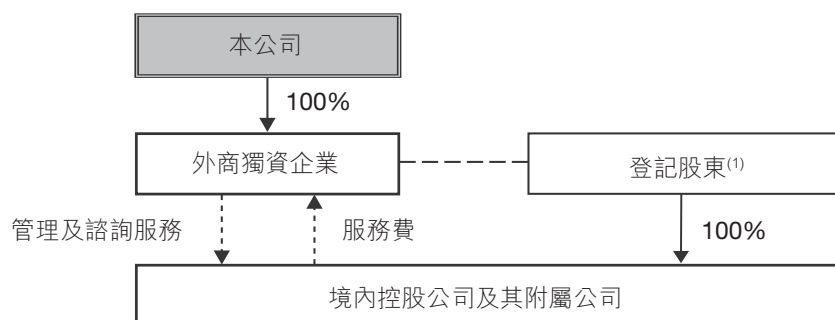 本公司
100%
外商獨資企業
登記股東(1)
管理及諮詢服務
服務費
100%
境內控股公司及其附屬公司